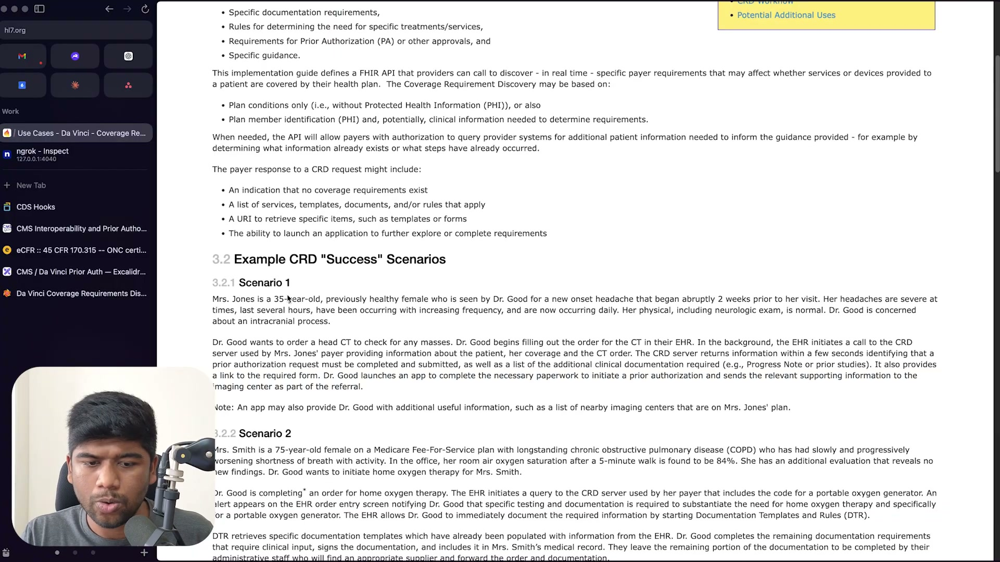 hl7.org
6
Work
/ Use Cases - Da Vinci - Coverage Re...
n
ngrok - Inspect
127.0.0.1:4040
New Tab
CDS Hooks
CMS Interoperability and Prior Autho...
eCFR :: 45 CFR 170.315 -- ONC certi...
CMS / Da Vinci Prior Auth — Excalidr...
Da Vinci Coverage Requirements Dis...
CRD Workflow
• Potential Additional Uses
• Specific documentation requirements,
• Rules for determining the need for specific treatments/services,
• Requirements for Prior Authorization (PA) or other approvals, and
• Specific guidance.
This implementation guide defines a FHIR API that providers can call to discover - in real time - specific payer requirements that may affect whether services or devices provided to
a patient are covered by their health plan. The Coverage Requirement Discovery may be based on:
• Plan conditions only (i.e., without Protected Health Information (PHI)), or also
• Plan member identification (PHI) and, potentially, clinical information needed to determine requirements.
When needed, the API will allow payers with authorization to query provider systems for additional patient information needed to inform the guidance provided - for example by
determining what information already exists or what steps have already occurred.
The payer response to a CRD request might include:
• An indication that no coverage requirements exist
• A list of services, templates, documents, and/or rules that apply
• A URI to retrieve specific items, such as templates or forms
• The ability to launch an application to further explore or complete requirements
3.2 Example CRD "Success" Scenarios
3.2.1 Scenario 1
Mrs. Jones is a 35-year-old, previously healthy female who is seen by Dr. Good for a new onset headache that began abruptly 2 weeks prior to her visit. Her headaches are severe at
times, last several hours, have been occurring with increasing frequency, and are now occurring daily. Her physical, including neurologic exam, is normal. Dr. Good is concerned
about an intracranial process.
Dr. Good wants to order a head CT to check for any masses. Dr. Good begins filling out the order for the CT in their EHR. In the background, the EHR initiates a call to the CRD
server used by Mrs. Jones' payer providing information about the patient, her coverage and the CT order. The CRD server returns information within a few seconds identifying that a
prior authorization request must be completed and submitted, as well as a list of the additional clinical documentation required (e.g., Progress Note or prior studies). It also provides
a link to the required form. Dr. Good launches an app to complete the necessary paperwork to initiate a prior authorization and sends the relevant supporting information to the
imaging center as part of the referral.
Note: An app may also provide Dr. Good with additional useful information, such as a list of nearby imaging centers that are on Mrs. Jones' plan.
3.2.2 Scenario 2
Mrs. Smith is a 75-year-old female on a Medicare Fee-For-Service plan with longstanding chronic obstructive pulmonary disease (COPD) who has had slowly and progressively
worsening shortness of breath with activity. In the office, her room air oxygen saturation after a 5-minute walk is found to be 84%. She has an additional evaluation that reveals no
new findings. Dr. Good wants to initiate home oxygen therapy for Mrs. Smith.
Dr. Good is completing* an order for home oxygen therapy. The EHR initiates a query to the CRD server used by her payer that includes the code for a portable oxygen generator. An
alert appears on the EHR order entry screen notifying Dr. Good that specific testing and documentation is required to substantiate the need for home oxygen therapy and specifically
for a portable oxygen generator. The EHR allows Dr. Good to immediately document the required information by starting Documentation Templates and Rules (DTR).
DTR retrieves specific documentation templates which have already been populated with information from the EHR. Dr. Good completes the remaining documentation requirements
that require clinical input, signs the documentation, and includes it in Mrs. Smith's medical record. They leave the remaining portion of the documentation to be completed by their
administrative staff who will find an appropriate supplier and forward the order and documentation.